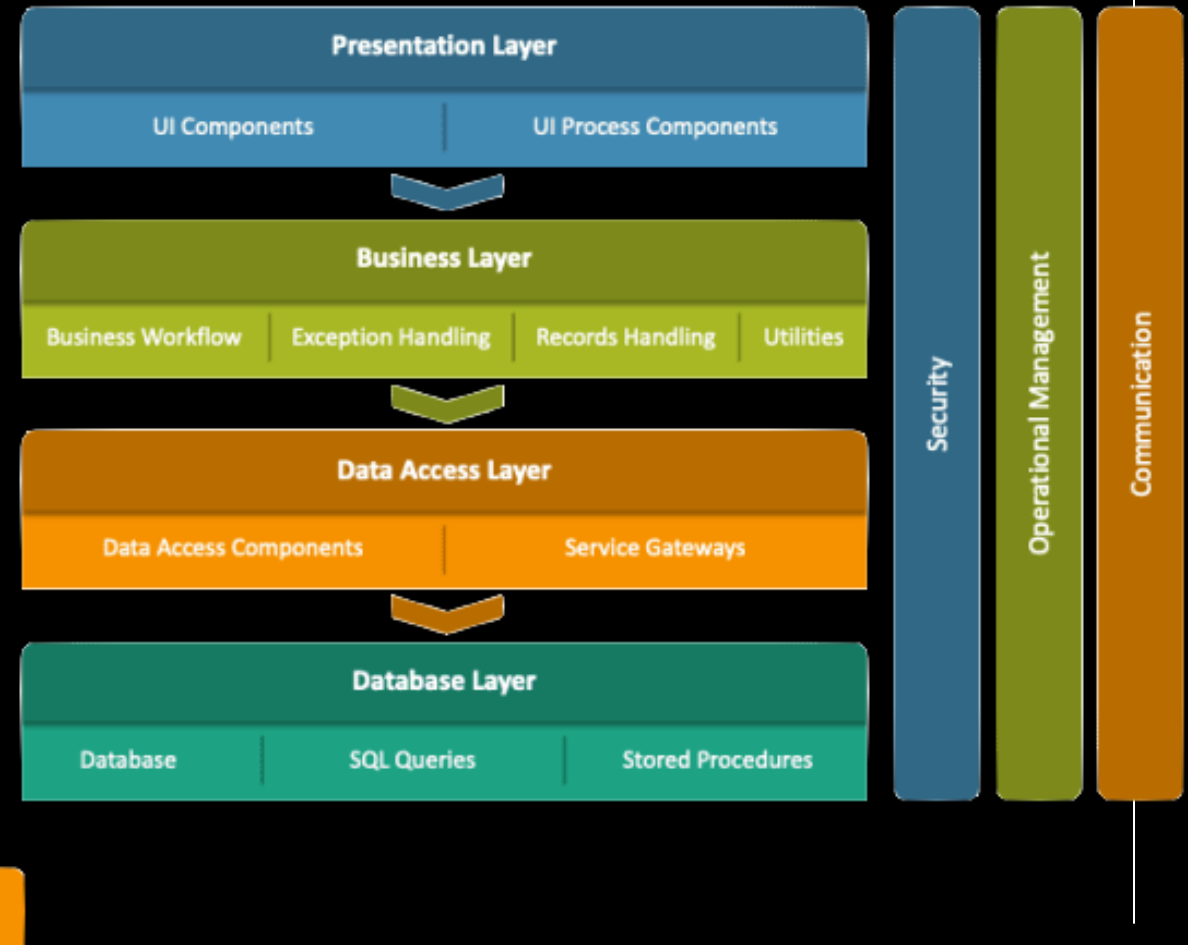 Presentation Layer
UI Components
UI Process Components
Business Layer
Business Workflow
Exception Handling
Records Handling
Utilities
Data Access Layer
Data Access Components
Service Gateways
Database Layer
Database
SQL Queries
Stored Procedures
Security
Operational Management
Communication